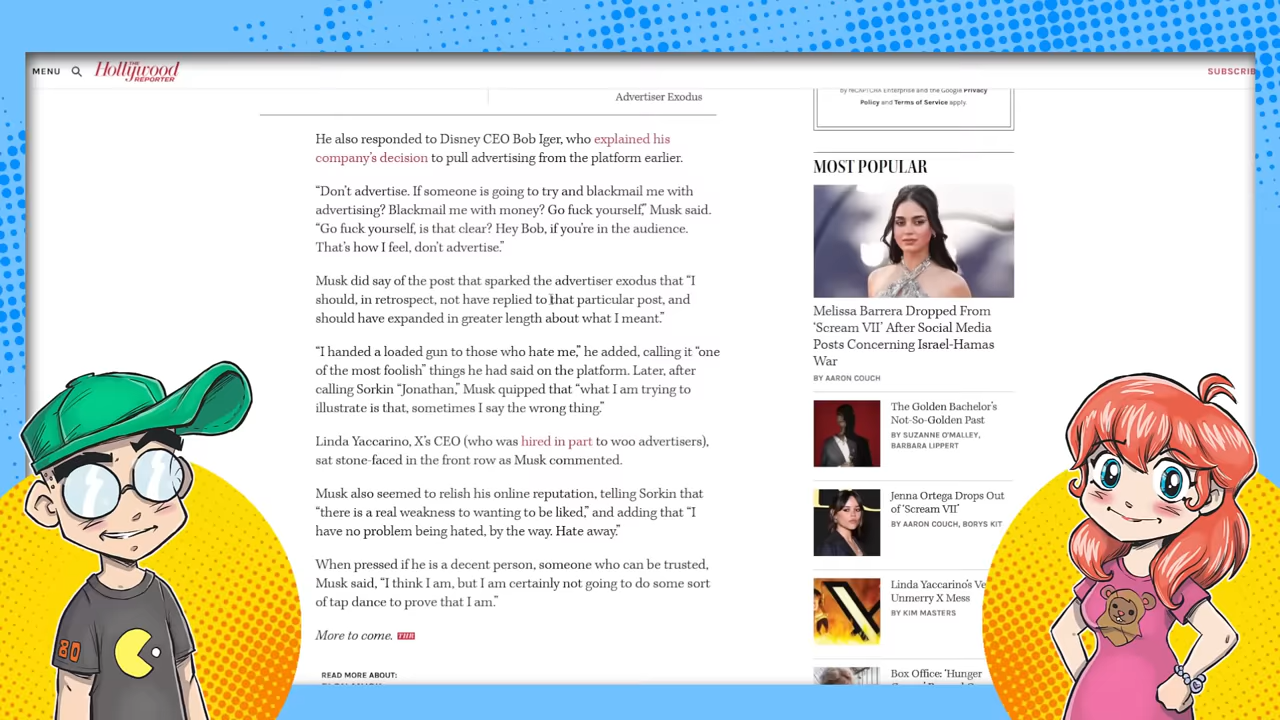 MENU
THE
Hollywood
REPORTER
SUBSCRIB
Advertiser Exodus
He also responded to Disney CEO Bob Iger, who explained his
company's decision to pull advertising from the platform earlier.
“Don't advertise. If someone is going to try and blackmail me with
advertising? Blackmail me with money? Go fuck yourself,” Musk said.
“Go fuck yourself, is that clear? Hey Bob, if you're in the audience.
That's how I feel, don't advertise.”
Musk did say of the post that sparked the advertiser exodus that “I
should, in retrospect, not have replied to that particular post, and
should have expanded in greater length about what I meant.”
“I handed a loaded gun to those who hate me,” he added, calling it “one
of the most foolish” things he had said on the platform. Later, after
calling Sorkin “Jonathan,” Musk quipped that “what I am trying to
illustrate is that, sometimes I say the wrong thing.”
Linda Yaccarino, X's CEO (who was hired in part to woo advertisers),
sat stone-faced in the front row as Musk commented.
Musk also seemed to relish his online reputation, telling Sorkin that
“there is a real weakness to wanting to be liked,” and adding that “I
have no problem being hated, by the way. Hate away.”
When pressed if he is a decent person, someone who can be trusted,
Musk said, “I think I am, but I am certainly not going to do some sort
of tap dance to prove that I am.”
More to come. THR
READ MORE ABOUT:
by reCAPTCHA Enterprise and the Google Privacy
Policy and Terms of Service apply.
MOST POPULAR
Melissa Barrera Dropped From
‘Scream VII’ After Social Media
Posts Concerning Israel-Hamas
War
BY AARON COUCH
The Golden Bachelor's
Not-So-Golden Past
BY SUZANNE O'MALLEY,
BARBARA LIPPERT
Jenna Ortega Drops Out
of ‘Scream VII’
BY AARON COUCH, BORYS KIT
Linda Yaccarino's Ve
Unmerry X Mess
BY KIM MASTERS
Box Office: ‘Hunger
80